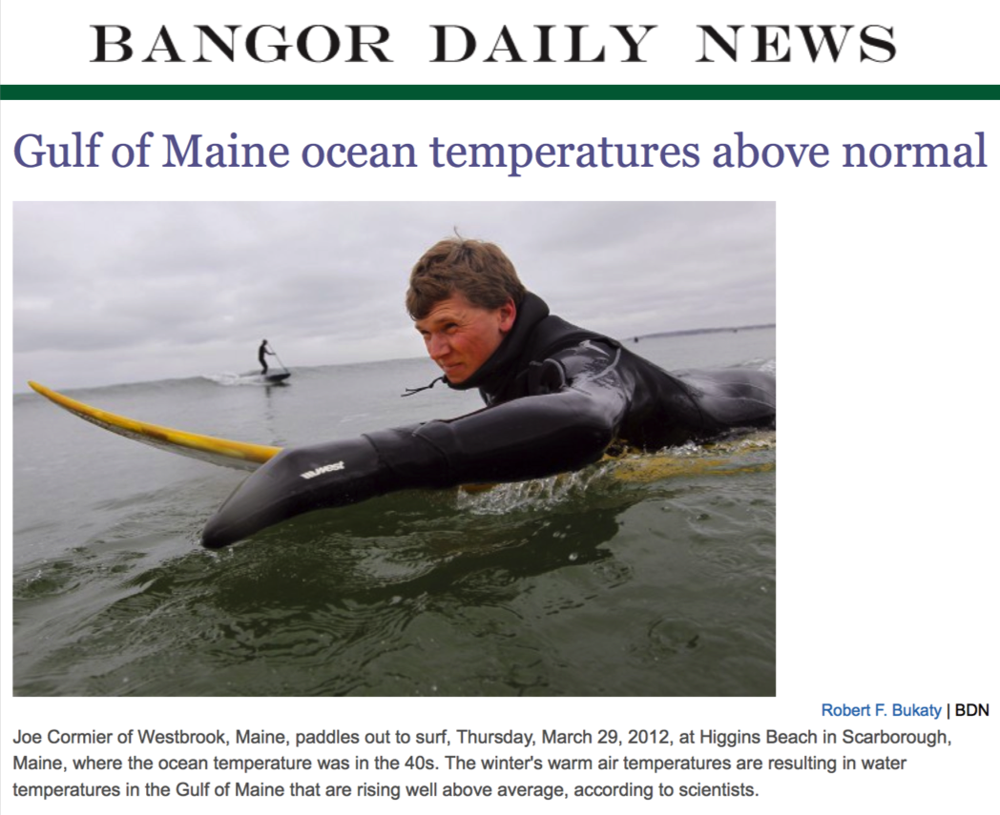 BANGOR DAILY NEWS
Gulf of Maine ocean temperatures above normal
Robert F. Bukaty | BDN
Joe Cormier of Westbrook, Maine, paddles out to surf, Thursday, March 29, 2012, at Higgins Beach in Scarborough,
Maine, where the ocean temperature was in the 40s. The winter's warm air temperatures are resulting in water
temperatures in the Gulf of Maine that are rising well above average, according to scientists.